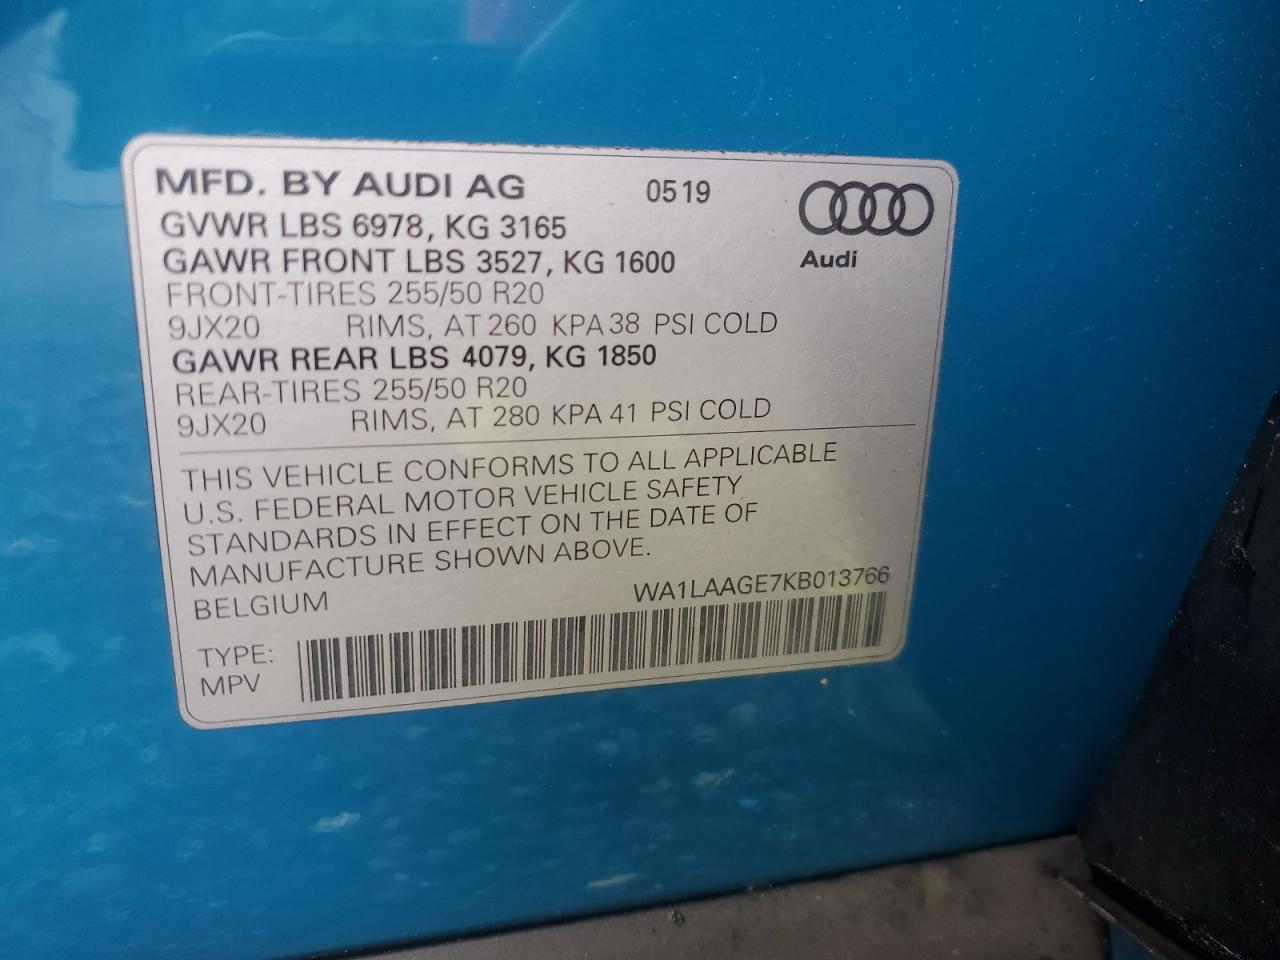 MFD. BY AUDI AG 0519
GVWR LBS 6978, KG 3165
GAWR FRONT LBS 3527, KG 1600
Audi
FRONT-TIRES 255/50 R20
9JX20 RIMS, AT 260 KPA 38 PSI COLD
GAWR REAR LBS 4079, KG 1850
REAR-TIRES 255/50 R20
9JX20 RIMS, AT 280 KPA 41 PSI COLD
THIS VEHICLE CONFORMS TO ALL APPLICABLE
U.S. FEDERAL MOTOR VEHICLE SAFETY
STANDARDS IN EFFECT ON THE DATE OF
MANUFACTURE SHOWN ABOVE.
BELGIUM WA1LAAGE7KB013766
TYPE:
MPV